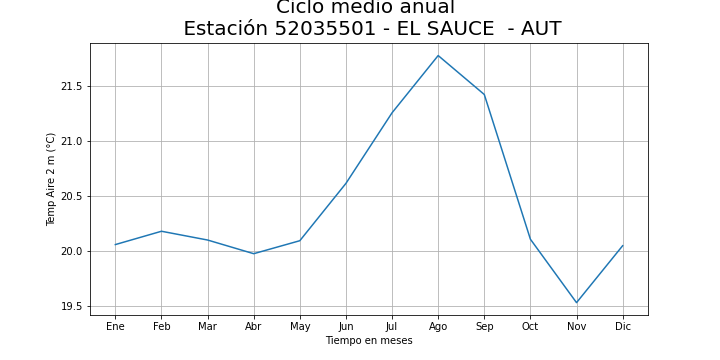 Ciclo medio anual
Estación 52035501 - EL SAUCE  - AUT
Temp Aire 2 m (°C)
21.5
21.0
20.5
20.0
19.5
Ene Feb Mar Abr May Jun Jul Ago Sep Oct Nov Dic
Tiempo en meses